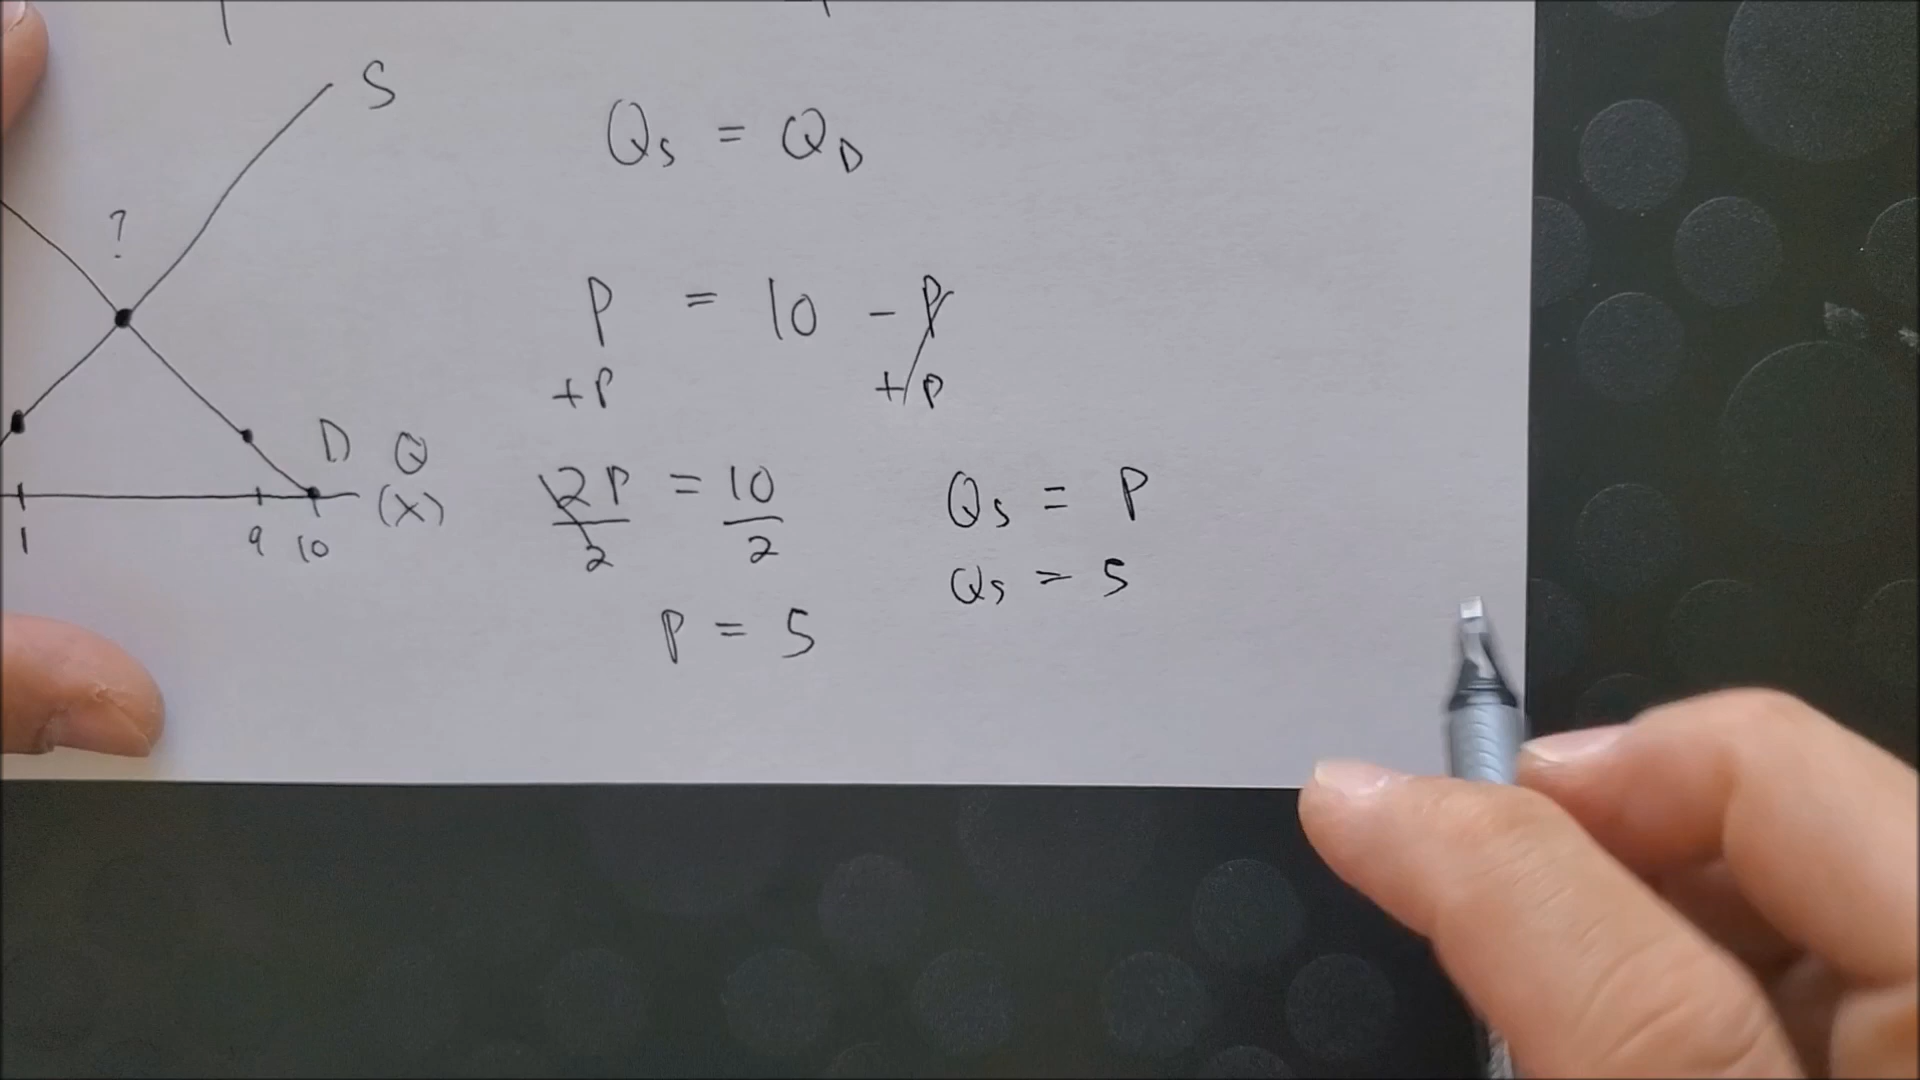 S
?
D Q
(X)
1 9 10
Qs = QD
P = 10 - P
+P +P
2P = 10
2 2
P = 5
Qs = P
Qs = 5